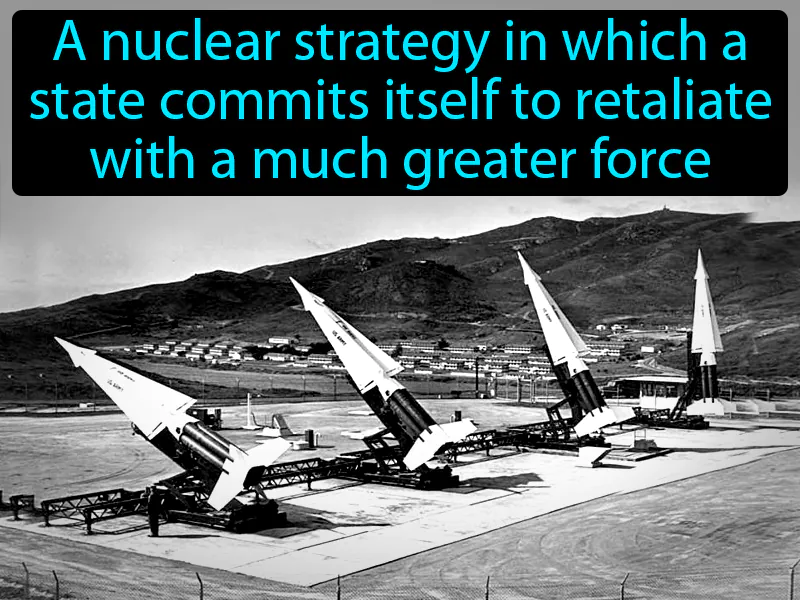 A nuclear strategy in which a
state commits itself to retaliate
with a much greater force